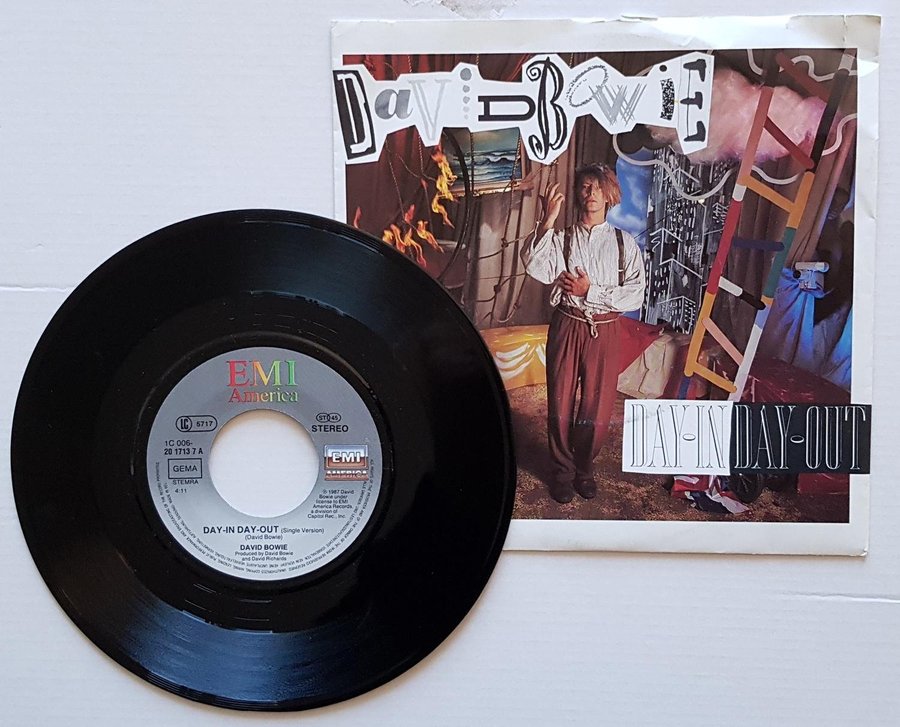 DaViD BOWiE
DAY-IN DAY-OUT
EMI
America
LC 5717
ST 45
STEREO
1C 006-
20 1713 7 A
GEMA
STEMRA
4:11
EMI
AMERICA
℗ 1987 David
Bowie under
license to EMI
America Records,
a division of
Capitol Rec., Inc.
DAY-IN DAY-OUT (Single Version)
(David Bowie)
DAVID BOWIE
Produced by David Bowie
and David Richards